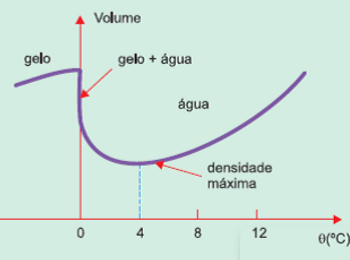 Volume
gelo
gelo + água
água
densidade
máxima
0
4
8
12
θ(ºC)